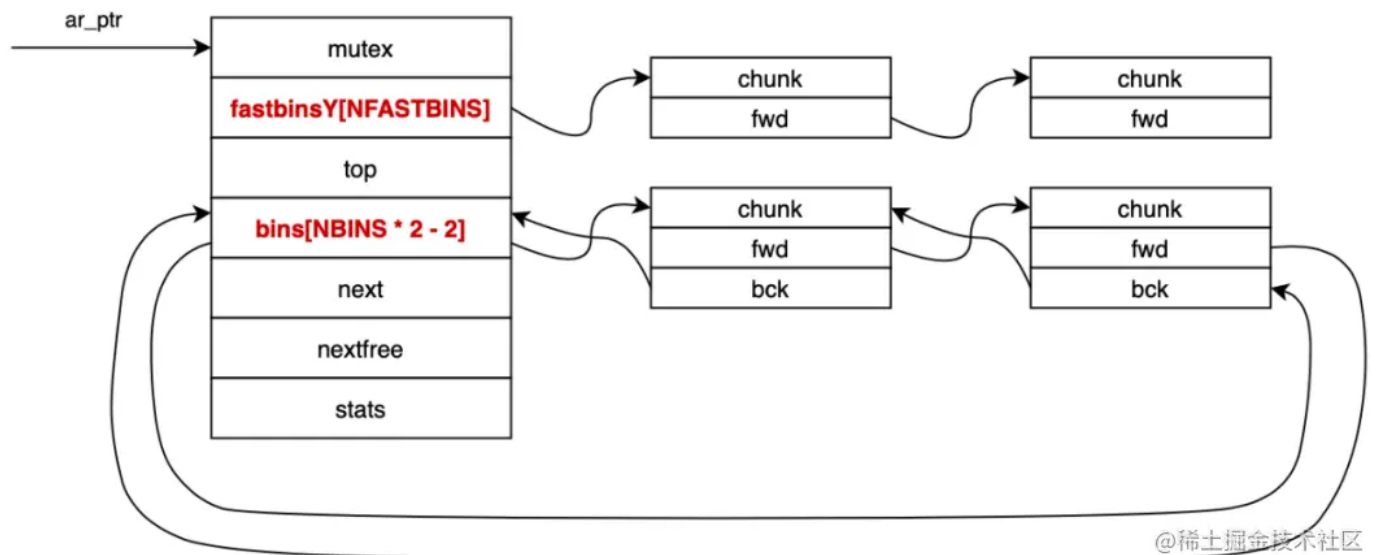 ar_ptr
mutex
fastbinsY[NFASTBINS]
top
bins[NBINS * 2 - 2]
next
nextfree
stats
chunk
fwd
chunk
fwd
chunk
fwd
bck
chunk
fwd
bck
@稀土掘金技术社区